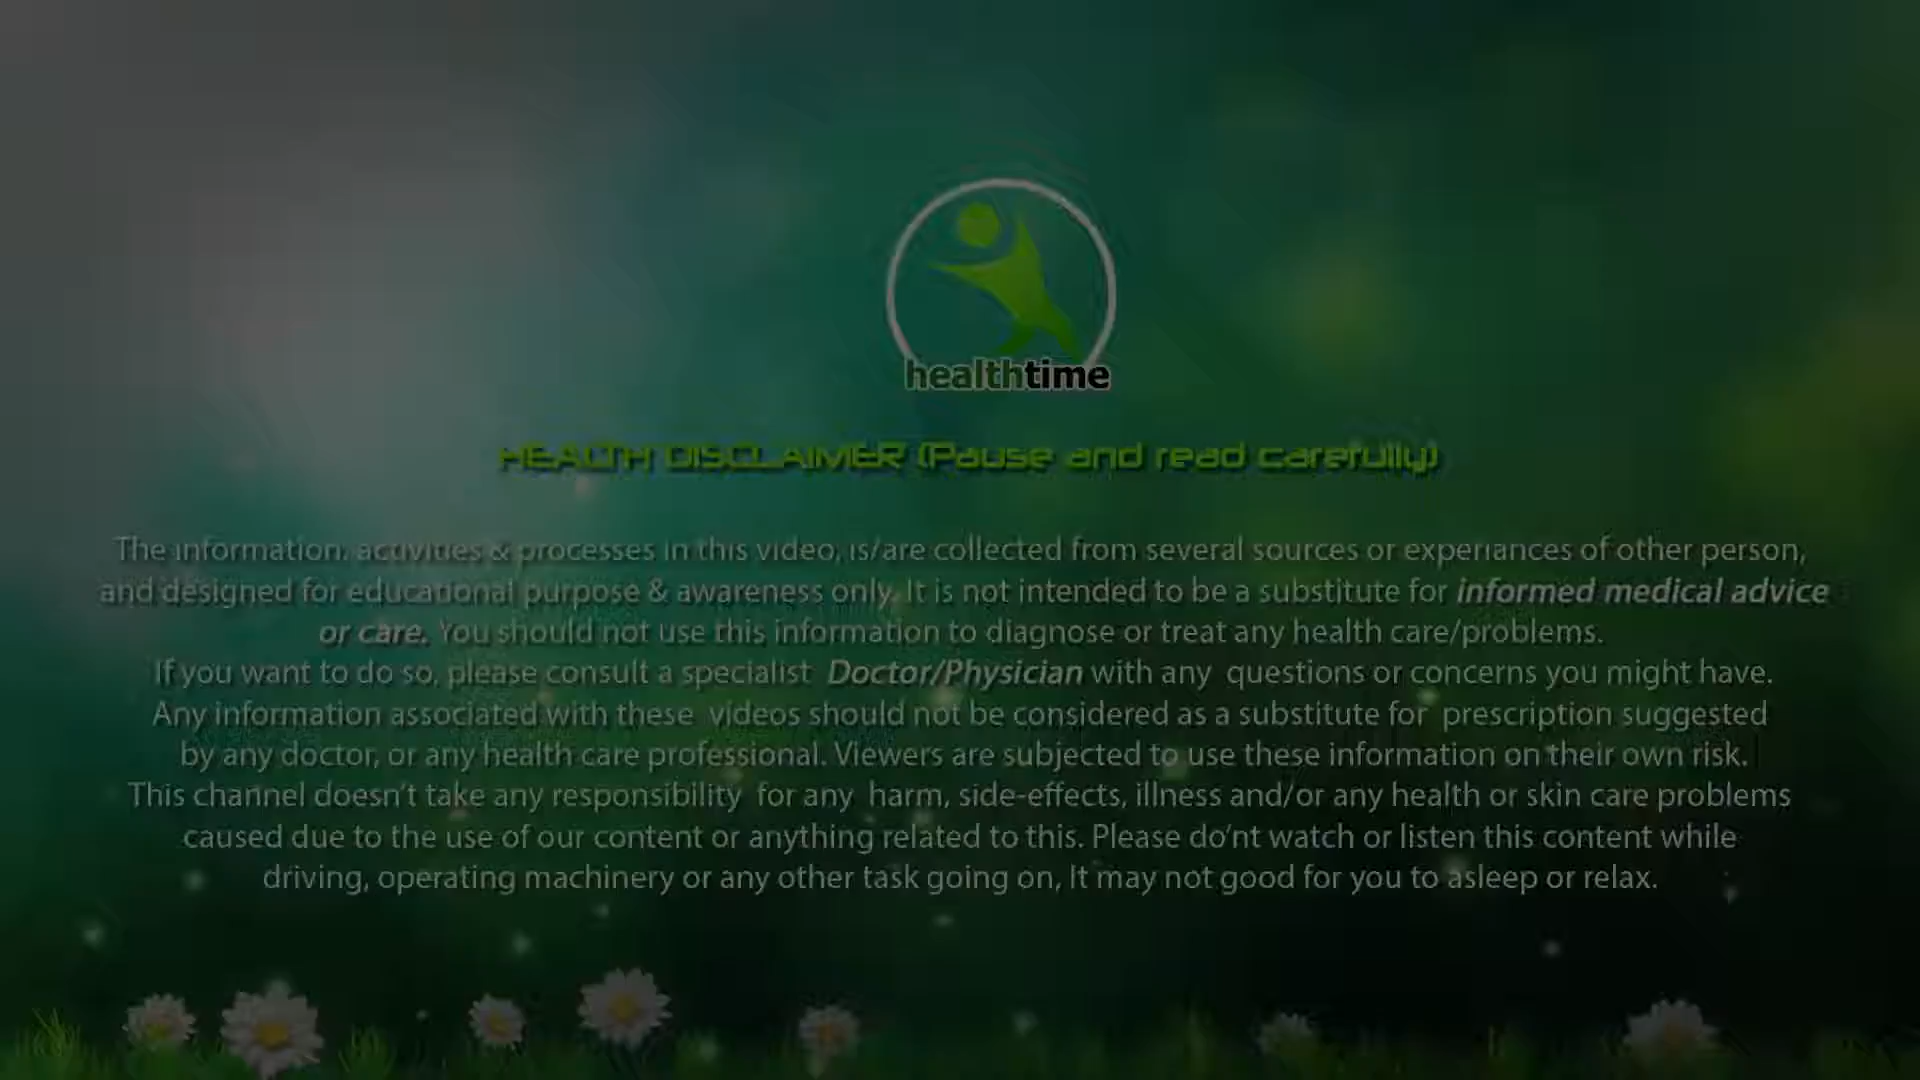 healthtime
HEALTH DISCLAIMER (Pause and read carefully)
The information, activities & processes in this video, is/are collected from several sources or experiances of other person,
and designed for educational purpose & awareness only. It is not intended to be a substitute for informed medical advice
or care. You should not use this information to diagnose or treat any health care/problems.
If you want to do so, please consult a specialist Doctor/Physician with any questions or concerns you might have.
Any information associated with these videos should not be considered as a substitute for prescription suggested
by any doctor, or any health care professional. Viewers are subjected to use these information on their own risk.
This channel doesn't take any responsibility for any harm, side-effects, illness and/or any health or skin care problems
caused due to the use of our content or anything related to this. Please do'nt watch or listen this content while
driving, operating machinery or any other task going on, It may not good for you to asleep or relax.